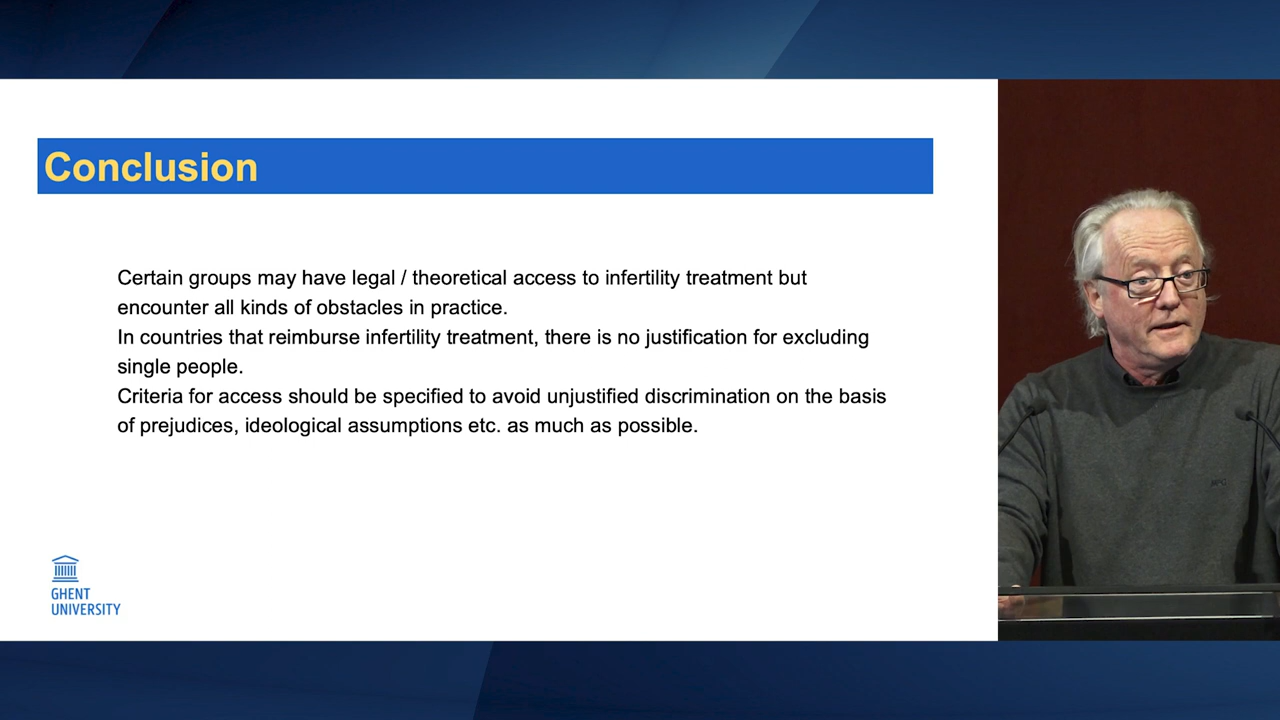 Conclusion
Certain groups may have legal / theoretical access to infertility treatment but
encounter all kinds of obstacles in practice.
In countries that reimburse infertility treatment, there is no justification for excluding
single people.
Criteria for access should be specified to avoid unjustified discrimination on the basis
of prejudices, ideological assumptions etc. as much as possible.
GHENT
UNIVERSITY